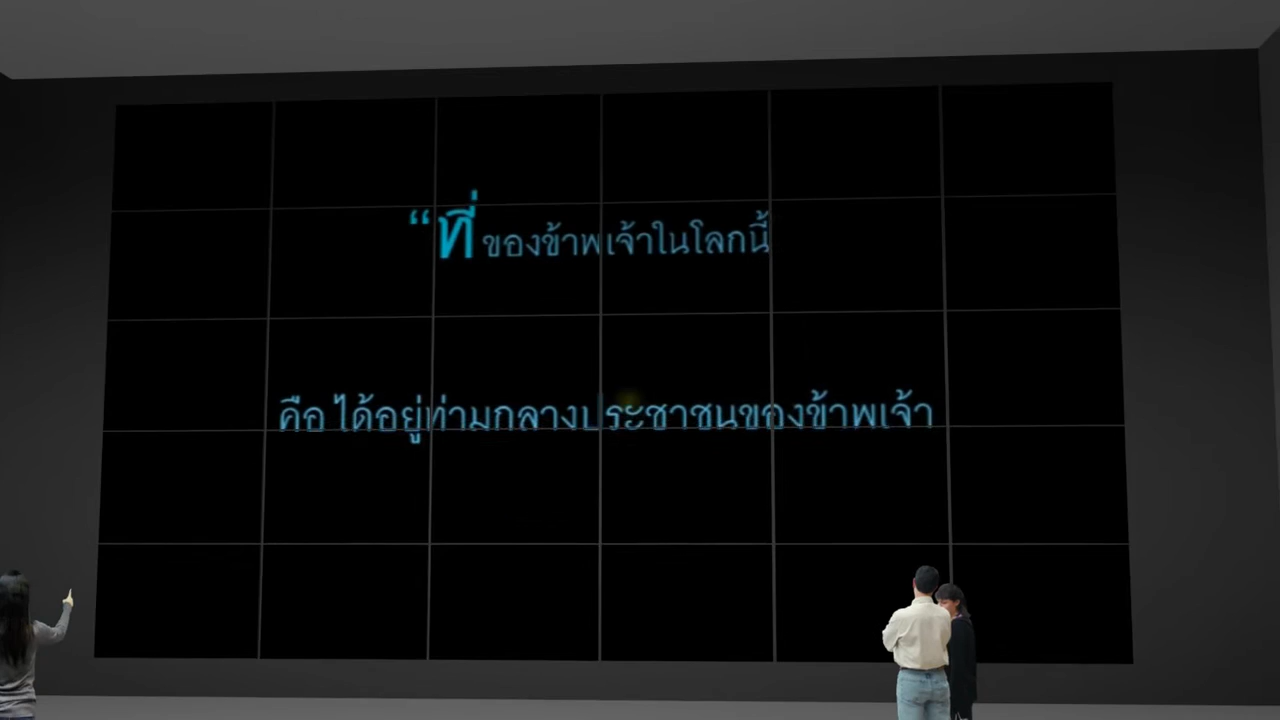 “ที่ ของข้าพเจ้าในโลกนี้
คือ ได้อยู่ท่ามกลางประชาชนของข้าพเจ้า